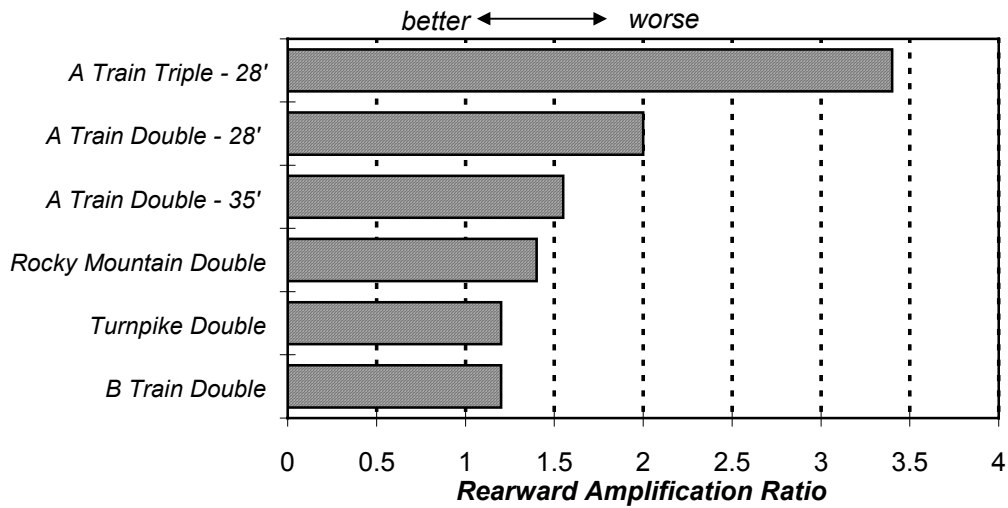 better worse
A Train Triple - 28'
A Train Double - 28'
A Train Double - 35'
Rocky Mountain Double
Turnpike Double
B Train Double
0 0.5 1 1.5 2 2.5 3 3.5 4
Rearward Amplification Ratio